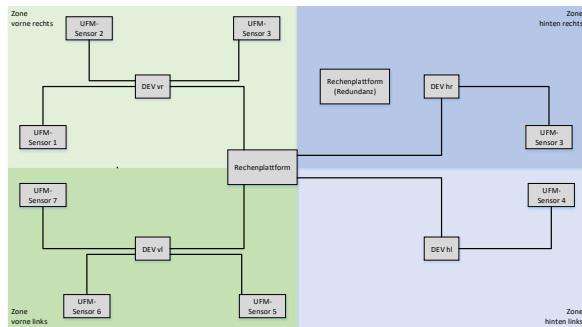 Zone
vorne rechts
UFM-
Sensor 2
UFM-
Sensor 3
Zone
hinten rechts
DEV vr
Rechenplattform
(Redundanz)
DEV hr
UFM-
Sensor 1
UFM-
Sensor 3
Rechenplattform
UFM-
Sensor 7
UFM-
Sensor 4
DEV vl
DEV hl
UFM-
Sensor 6
UFM-
Sensor 5
Zone
vorne links
Zone
hinten links